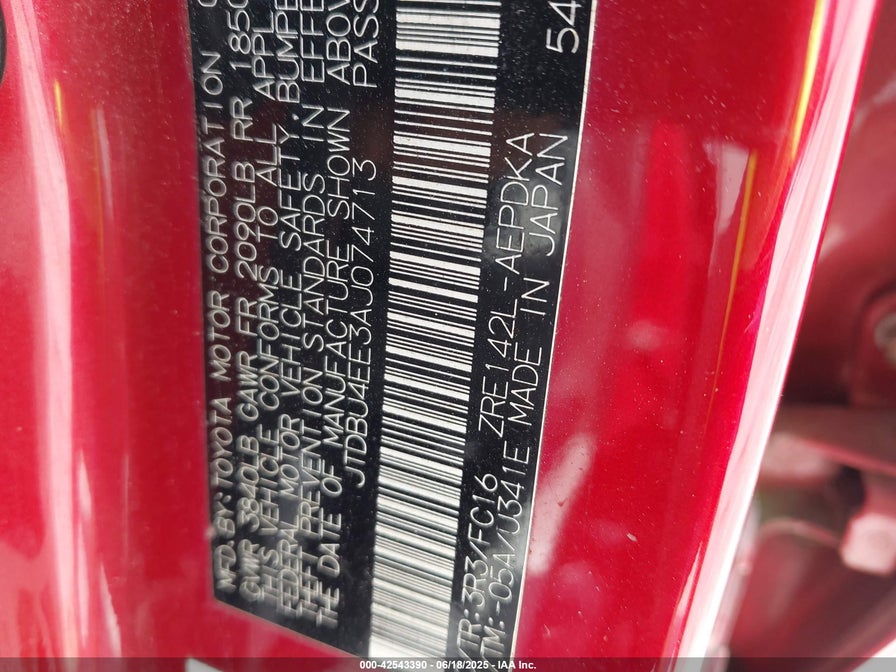 MFD. BY: TOYOTA MOTOR CORPORATION
GVWR 3840LB GAWR FR 2090LB RR 1850
THIS VEHICLE CONFORMS TO ALL APPL
FEDERAL MOTOR VEHICLE SAFETY, BUMPE
THEFT PREVENTION STANDARDS IN EFFE
THE DATE OF MANUFACTURE SHOWN ABOV
JTDBU4EE3AJ074713 PASS
/TR:3R3/FC16 ZRE142L-AEPDKA
TM:-05A/U341E MADE IN JAPAN 54
000-42543390 - 06/18/2025 - IAA Inc.